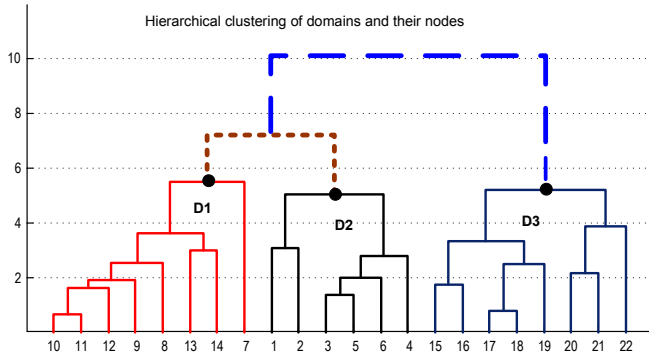 Hierarchical clustering of domains and their nodes
10
8
6
4
2
D1
D2
D3
10 11 12 9 8 13 14 7 1 2 3 5 6 4 15 16 17 18 19 20 21 22